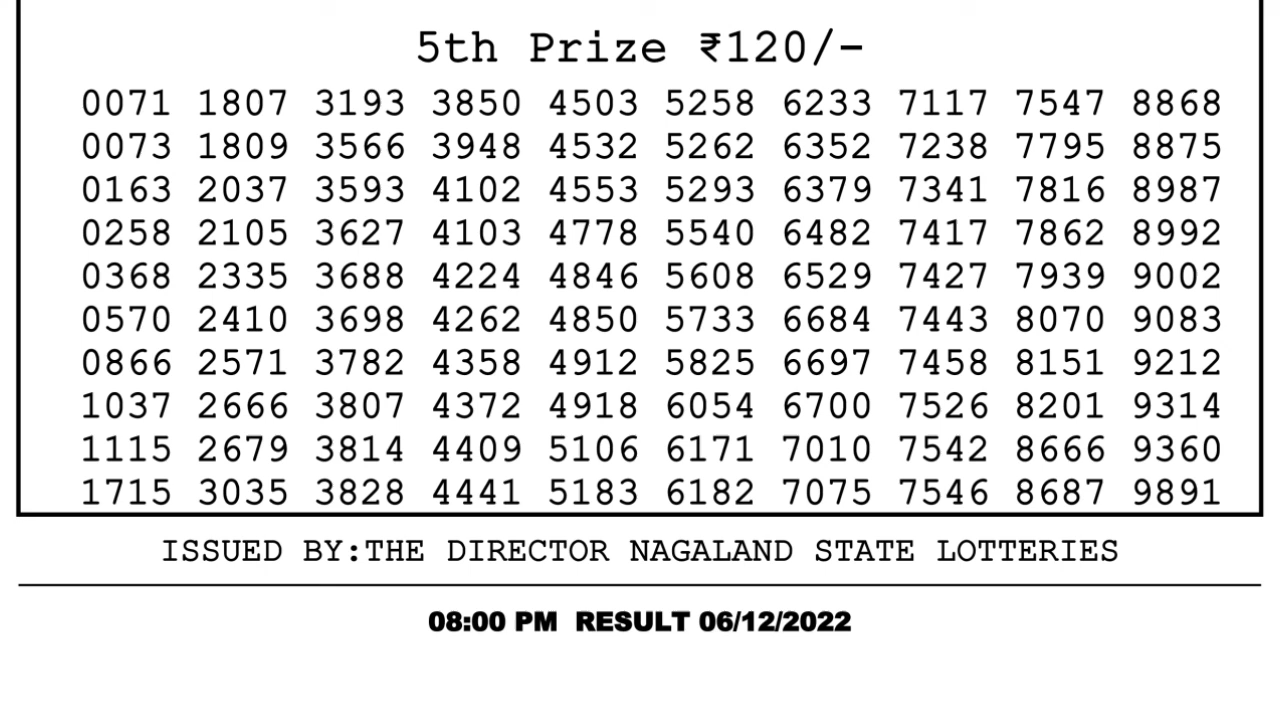 5th Prize ₹120/-
0071 1807 3193 3850 4503 5258 6233 7117 7547 8868
0073 1809 3566 3948 4532 5262 6352 7238 7795 8875
0163 2037 3593 4102 4553 5293 6379 7341 7816 8987
0258 2105 3627 4103 4778 5540 6482 7417 7862 8992
0368 2335 3688 4224 4846 5608 6529 7427 7939 9002
0570 2410 3698 4262 4850 5733 6684 7443 8070 9083
0866 2571 3782 4358 4912 5825 6697 7458 8151 9212
1037 2666 3807 4372 4918 6054 6700 7526 8201 9314
1115 2679 3814 4409 5106 6171 7010 7542 8666 9360
1715 3035 3828 4441 5183 6182 7075 7546 8687 9891
ISSUED BY:THE DIRECTOR NAGALAND STATE LOTTERIES
08:00 PM RESULT 06/12/2022